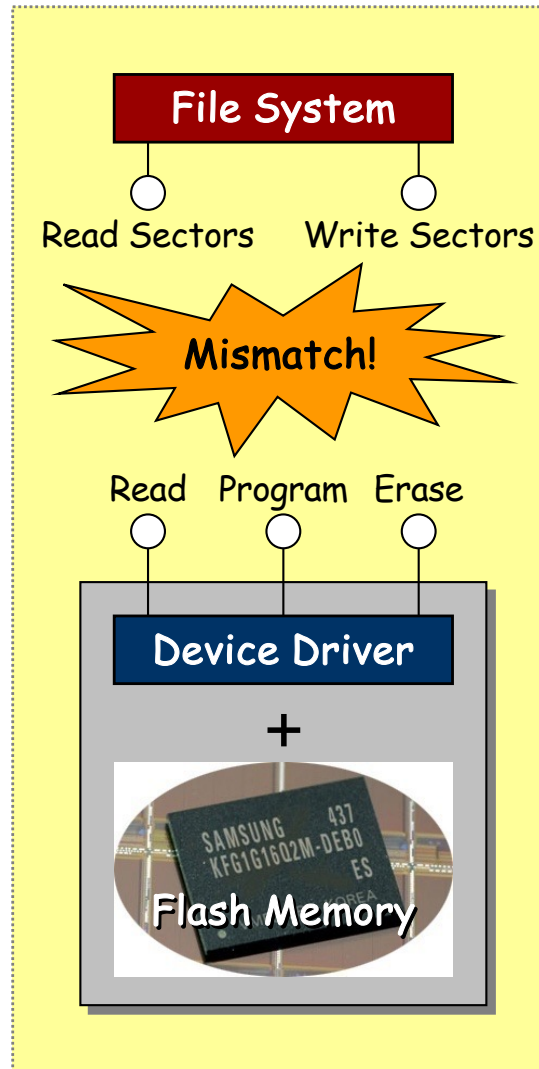 File System
Read Sectors Write Sectors
Mismatch!
Read Program Erase
Device Driver
+
SAMSUNG 437
KFG1G16Q2M-DEB0
ES
Flash Memory
KOREA